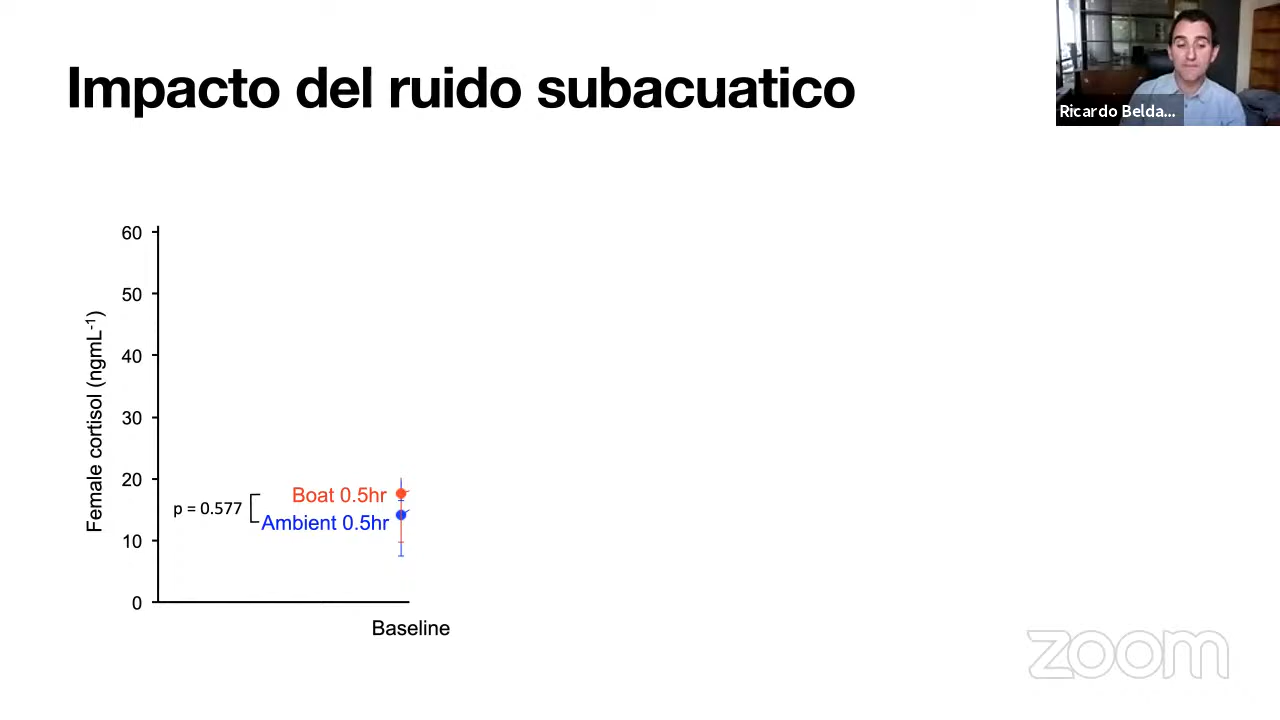 Impacto del ruido subacuatico
Ricardo Belda...
60
50
40
30
20
10
0
Female cortisol (ngmL-1)
p = 0.577
Boat 0.5hr
Ambient 0.5hr
Baseline
zoom